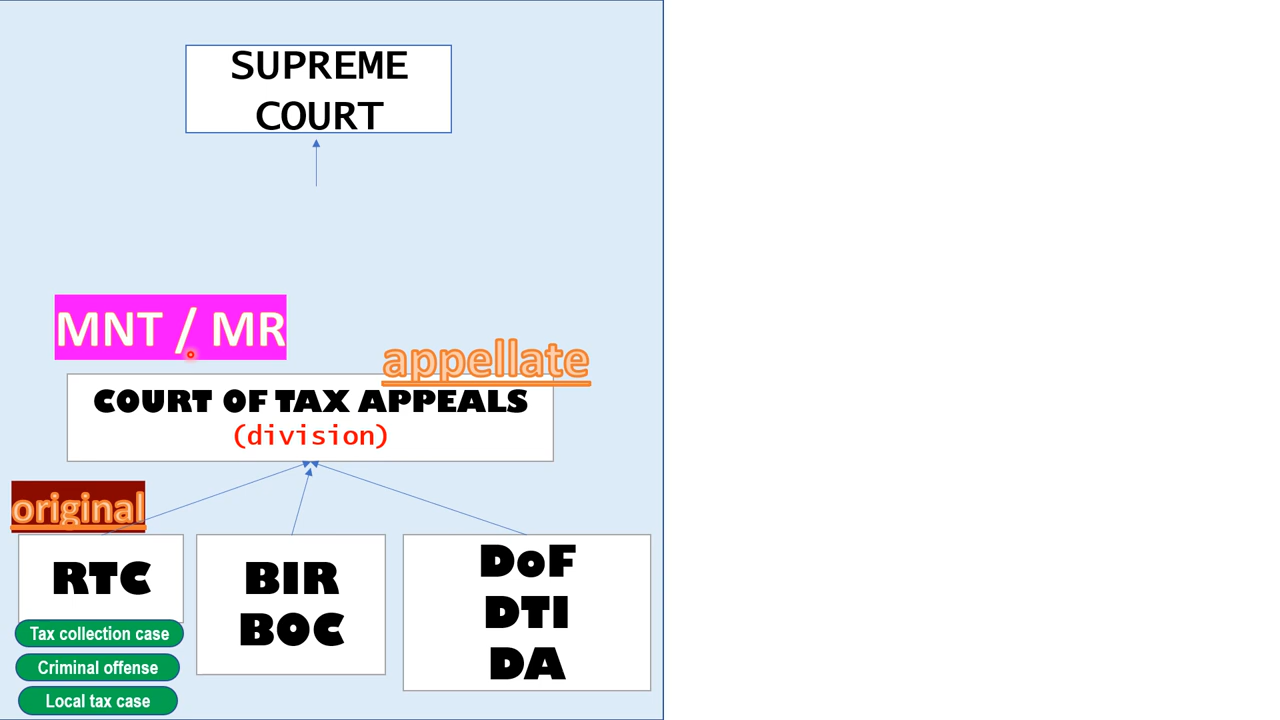 SUPREME
COURT
MNT / MR
appellate
COURT OF TAX APPEALS
(division)
original
RTC
BIR
BOC
DoF
DTI
DA
Tax collection case
Criminal offense
Local tax case